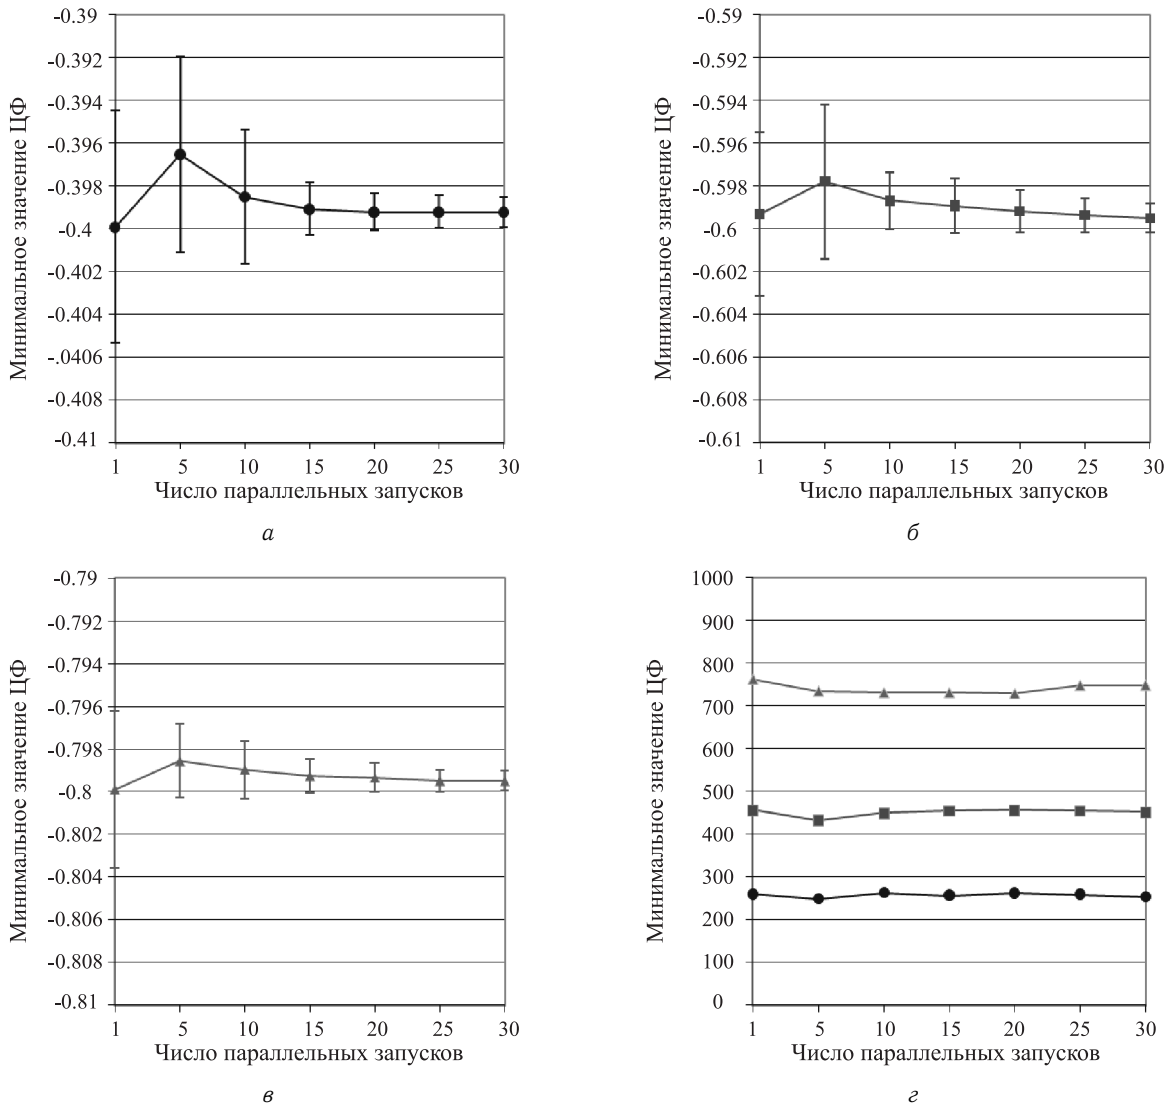 -0.39
-0.392
-0.394
-0.396
-0.398
-0.4
-0.402
-0.404
-.0406
-0.408
-0.41
Минимальное значение ЦФ
1 5 10 15 20 25 30
Число параллельных запусков
а
-0.59
-0.592
-0.594
-0.596
-0.598
-0.6
-0.602
-0.604
-0.606
-0.608
-0.61
Минимальное значение ЦФ
1 5 10 15 20 25 30
Число параллельных запусков
б
-0.79
-0.792
-0.794
-0.796
-0.798
-0.8
-0.802
-0.804
-0.806
-0.808
-0.81
Минимальное значение ЦФ
1 5 10 15 20 25 30
Число параллельных запусков
в
1000
900
800
700
600
500
400
300
200
100
0
Минимальное значение ЦФ
1 5 10 15 20 25 30
Число параллельных запусков
г